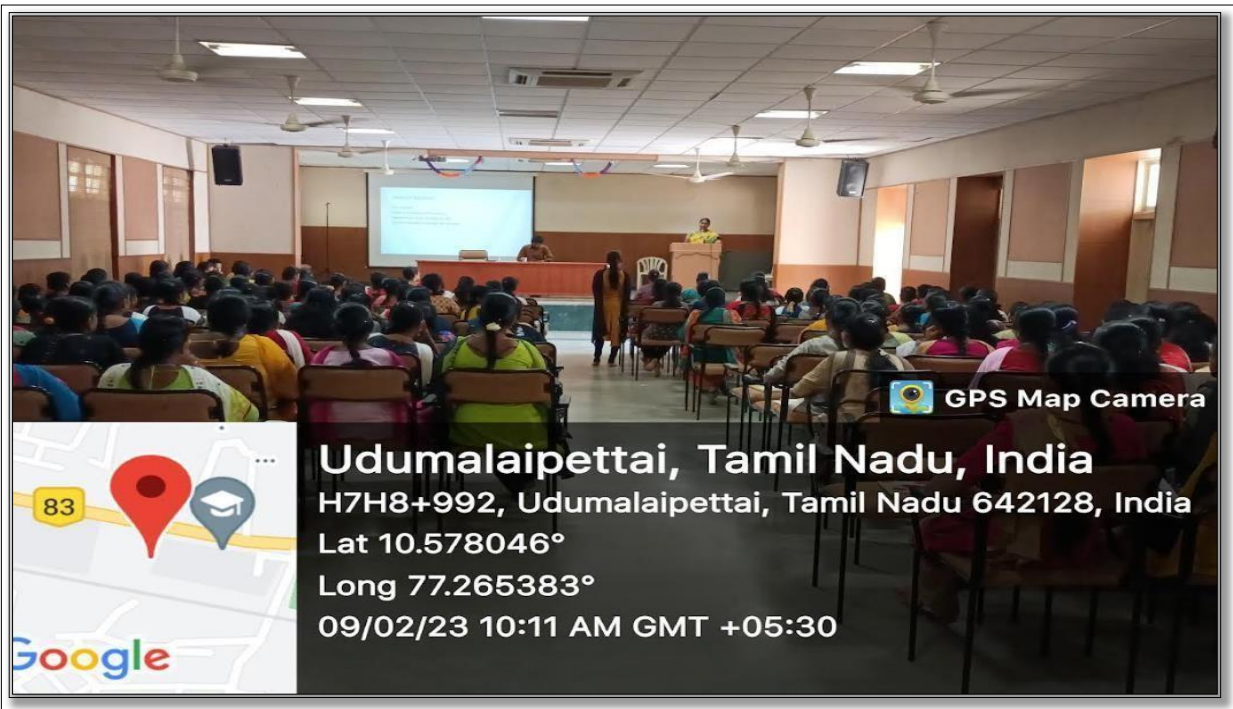 GPS Map Camera
Udumalaipettai, Tamil Nadu, India
H7H8+992, Udumalaipettai, Tamil Nadu 642128, India
Lat 10.578046°
Long 77.265383°
09/02/23 10:11 AM GMT +05:30
83
Google